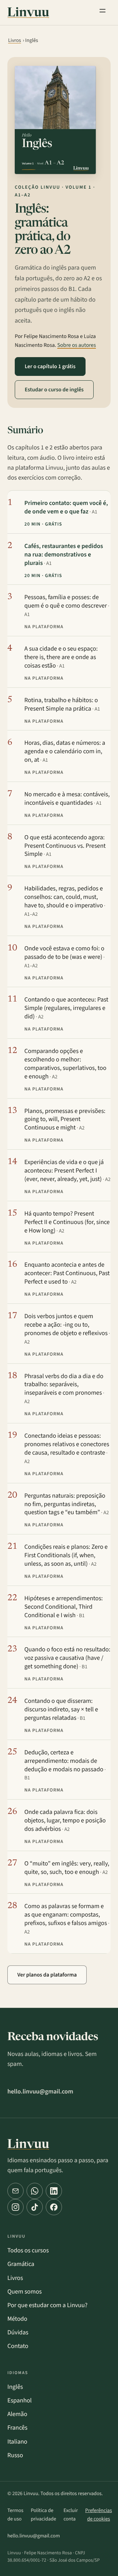 Linvuu
Livros › Inglês
Hello
Inglês
A1 — A2
Linvuu
COLEÇÃO LINVUU · VOLUME 1 ·
A1–A2
Inglês:
gramática
prática, do
zero ao A2
Gramática do inglês para quem
fala português, do zero ao A2 e os
primeiros passos do B1. Cada
capítulo parte de um hábito do
português que o inglês não
aceita.
Por Felipe Nascimento Rosa e Luiza
Nascimento Rosa. Sobre os autores
Ler o capítulo 1 grátis
Estudar o curso de inglês
Sumário
Os capítulos 1 e 2 estão abertos para
leitura, com áudio. O livro inteiro está
na plataforma Linvuu, junto das aulas e
dos exercícios com correção.
1 Primeiro contato: quem você é,
de onde vem e o que faz · A1
20 MIN · GRÁTIS
2 Cafés, restaurantes e pedidos
na rua: demonstrativos e
plurais · A1
20 MIN · GRÁTIS
3 Pessoas, família e posses: de
quem é o quê e como descrever ·
A1
NA PLATAFORMA
4 A sua cidade e o seu espaço:
there is, there are e onde as
coisas estão · A1
NA PLATAFORMA
5 Rotina, trabalho e hábitos: o
Present Simple na prática · A1
NA PLATAFORMA
6 Horas, dias, datas e números: a
agenda e o calendário com in,
on, at · A1
NA PLATAFORMA
7 No mercado e à mesa: contáveis,
incontáveis e quantidades · A1
NA PLATAFORMA
8 O que está acontecendo agora:
Present Continuous vs. Present
Simple · A1
NA PLATAFORMA
9 Habilidades, regras, pedidos e
conselhos: can, could, must,
have to, should e o imperativo ·
A1–A2
NA PLATAFORMA
10 Onde você estava e como foi: o
passado de to be (was e were) ·
A1–A2
NA PLATAFORMA
11 Contando o que aconteceu: Past
Simple (regulares, irregulares e
did) · A2
NA PLATAFORMA
12 Comparando opções e
escolhendo o melhor:
comparativos, superlativos, too
e enough · A2
NA PLATAFORMA
13 Planos, promessas e previsões:
going to, will, Present
Continuous e might · A2
NA PLATAFORMA
14 Experiências de vida e o que já
aconteceu: Present Perfect I
(ever, never, already, yet, just) · A2
NA PLATAFORMA
15 Há quanto tempo? Present
Perfect II e Continuous (for, since
e How long) · A2
NA PLATAFORMA
16 Enquanto acontecia e antes de
acontecer: Past Continuous, Past
Perfect e used to · A2
NA PLATAFORMA
17 Dois verbos juntos e quem
recebe a ação: -ing ou to,
pronomes de objeto e reflexivos ·
A2
NA PLATAFORMA
18 Phrasal verbs do dia a dia e do
trabalho: separáveis,
inseparáveis e com pronomes ·
A2
NA PLATAFORMA
19 Conectando ideias e pessoas:
pronomes relativos e conectores
de causa, resultado e contraste ·
A2
NA PLATAFORMA
20 Perguntas naturais: preposição
no fim, perguntas indiretas,
question tags e “eu também” · A2
NA PLATAFORMA
21 Condições reais e planos: Zero e
First Conditionals (if, when,
unless, as soon as, until) · A2
NA PLATAFORMA
22 Hipóteses e arrependimentos:
Second Conditional, Third
Conditional e I wish · B1
NA PLATAFORMA
23 Quando o foco está no resultado:
voz passiva e causativa (have /
get something done) · B1
NA PLATAFORMA
24 Contando o que disseram:
discurso indireto, say × tell e
perguntas relatadas · B1
NA PLATAFORMA
25 Dedução, certeza e
arrependimento: modais de
dedução e modais no passado ·
B1
NA PLATAFORMA
26 Onde cada palavra fica: dois
objetos, lugar, tempo e posição
dos advérbios · A2
NA PLATAFORMA
27 O “muito” em inglês: very, really,
quite, so, such, too e enough · A2
NA PLATAFORMA
28 Como as palavras se formam e
as que enganam: compostas,
prefixos, sufixos e falsos amigos ·
A2
NA PLATAFORMA
Ver planos da plataforma
Receba novidades
Novas aulas, idiomas e livros. Sem
spam.
hello.linvuu@gmail.com
Linvuu
Idiomas ensinados passo a passo, para
quem fala português.
LINVUU
Todos os cursos
Gramática
Livros
Quem somos
Por que estudar com a Linvuu?
Método
Dúvidas
Contato
IDIOMAS
Inglês
Espanhol
Alemão
Francês
Italiano
Russo
© 2026 Linvuu. Todos os direitos reservados.
Termos de uso
Política de privacidade
Excluir conta
Preferências de cookies
hello.linvuu@gmail.com
Linvuu · Felipe Nascimento Rosa · CNPJ